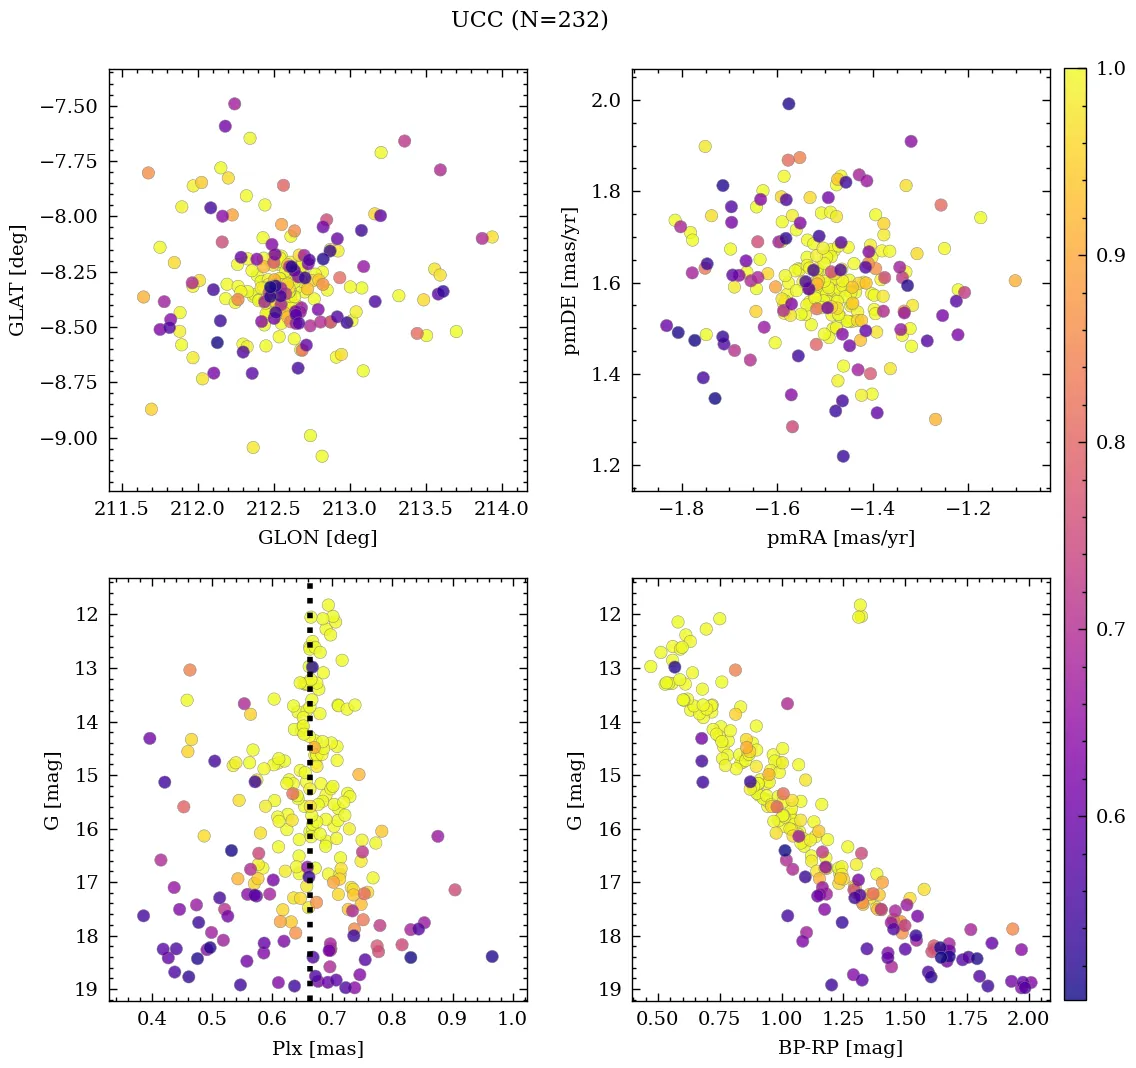 UCC (N=232)
−7.50
−7.75
−8.00
−8.25
−8.50
−8.75
−9.00
GLAT [deg]
211.5 212.0 212.5 213.0 213.5 214.0
GLON [deg]
2.0
1.8
1.6
1.4
1.2
pmDE [mas/yr]
−1.8 −1.6 −1.4 −1.2
pmRA [mas/yr]
1.0
0.9
0.8
0.7
0.6
12
13
14
15
16
17
18
19
G [mag]
0.4 0.5 0.6 0.7 0.8 0.9 1.0
Plx [mas]
12
13
14
15
16
17
18
19
G [mag]
0.50 0.75 1.00 1.25 1.50 1.75 2.00
BP-RP [mag]